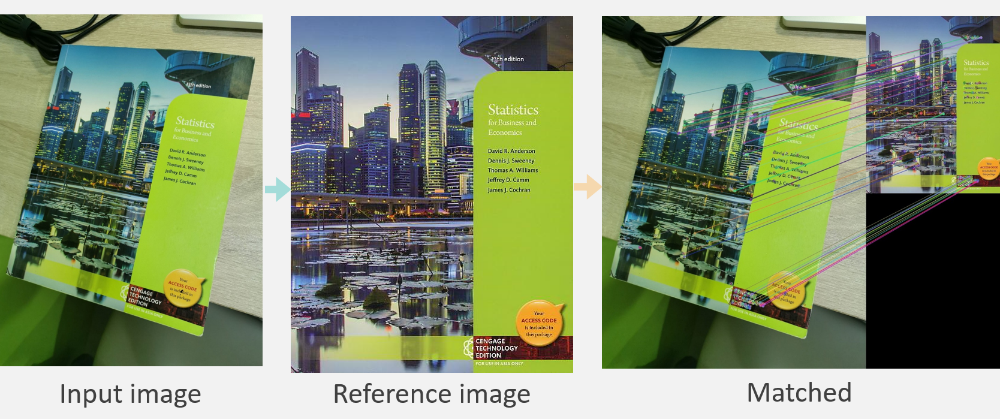 13th edition
Statistics
for Business and
Economics
David R. Anderson
Dennis J. Sweeney
Thomas A. Williams
Jeffrey D. Camm
James J. Cochran
Your
ACCESS CODE
is included in
this package
CENGAGE
TECHNOLOGY
EDITION
FOR USE IN ASIA ONLY
Input image
13th edition
Statistics
for Business and
Economics
David R. Anderson
Dennis J. Sweeney
Thomas A. Williams
Jeffrey D. Camm
James J. Cochran
Your
ACCESS CODE
is included in
this package
CENGAGE
TECHNOLOGY
EDITION
FOR USE IN ASIA ONLY
Reference image
13th
Statistics
for Business and
Economics
David R. Anderson
Dennis J. Sweeney
Thomas A. Williams
Jeffrey D. Camm
James J. Cochran
Your
ACCESS CODE
is included in
this package
CENGAGE
TECHNOLOGY
EDITION
FOR USE IN ASIA ONLY
Statistics
for Business and
Economics
David R. Anderson
Dennis J. Sweeney
Thomas A. Williams
Jeffrey D. Camm
James J. Cochran
Your
ACCESS CODE
is included in
this package
EDITION
Matched